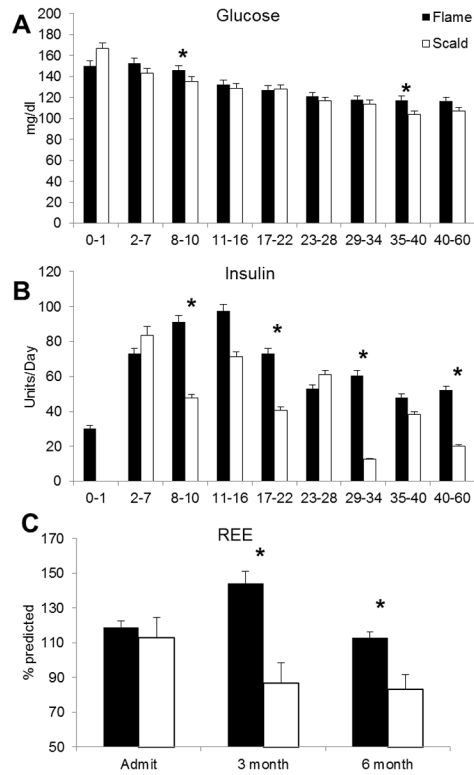 A
Glucose
Flame
Scald
mg/dl
200
180
160
140
120
100
80
60
40
20
0
*
*
0-1 2-7 8-10 11-16 17-22 23-28 29-34 35-40 40-60
B
Insulin
Units/Day
120
100
80
60
40
20
0
*
*
*
*
0-1 2-7 8-10 11-16 17-22 23-28 29-34 35-40 40-60
C
REE
% predicted
170
150
130
110
90
70
50
*
*
Admit 3 month 6 month